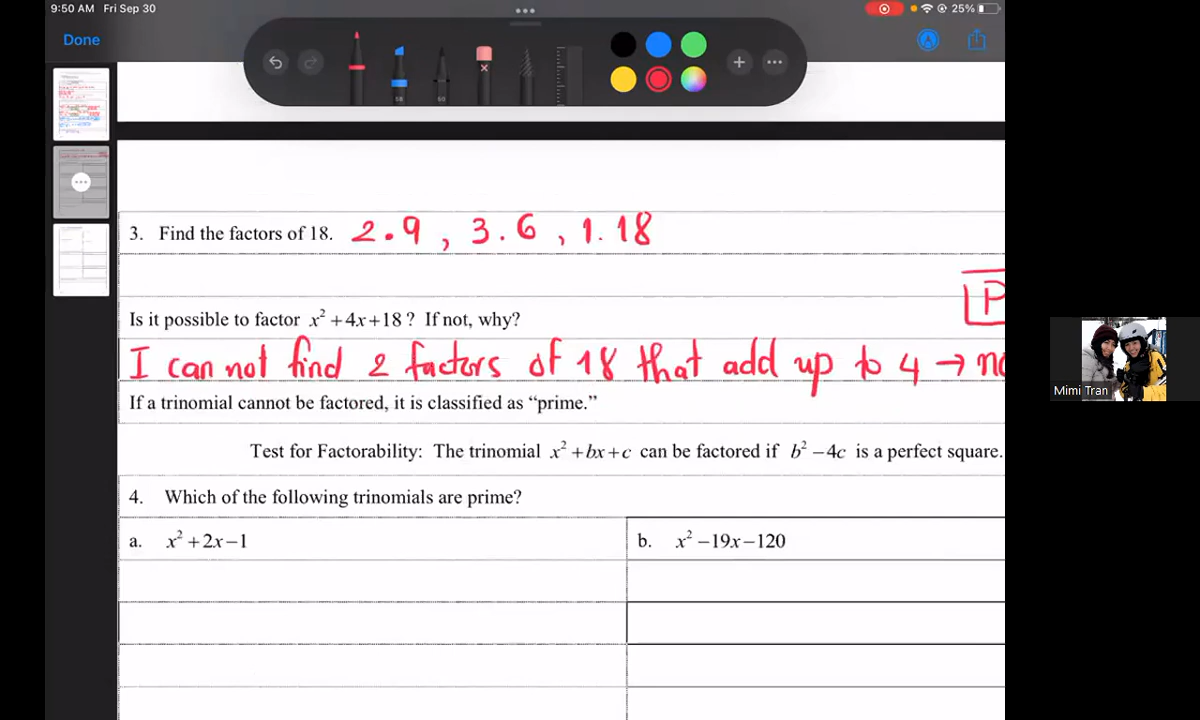 9:50 AM Fri Sep 30
25%
Done
58
60
3. Find the factors of 18. 2.9, 3.6, 1.18
P
Is it possible to factor x² + 4x + 18? If not, why?
I can not find 2 factors of 18 that add up to 4 → no
If a trinomial cannot be factored, it is classified as “prime.”
Test for Factorability: The trinomial x² + bx + c can be factored if b² − 4c is a perfect square.
4. Which of the following trinomials are prime?
a. x² + 2x − 1
b. x² − 19x − 120
Mimi Tran